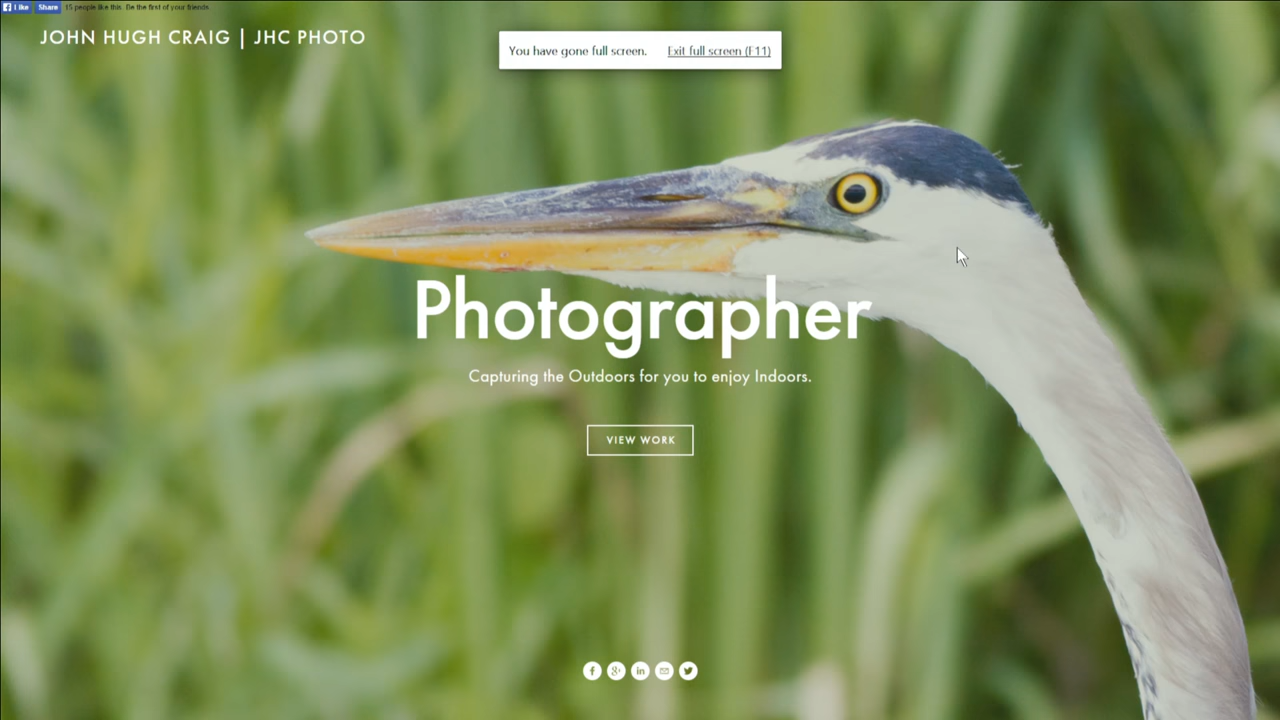 Like Share 15 people like this. Be the first of your friends.
JOHN HUGH CRAIG | JHC PHOTO
You have gone full screen. Exit full screen (F11)
Photographer
Capturing the Outdoors for you to enjoy Indoors.
VIEW WORK